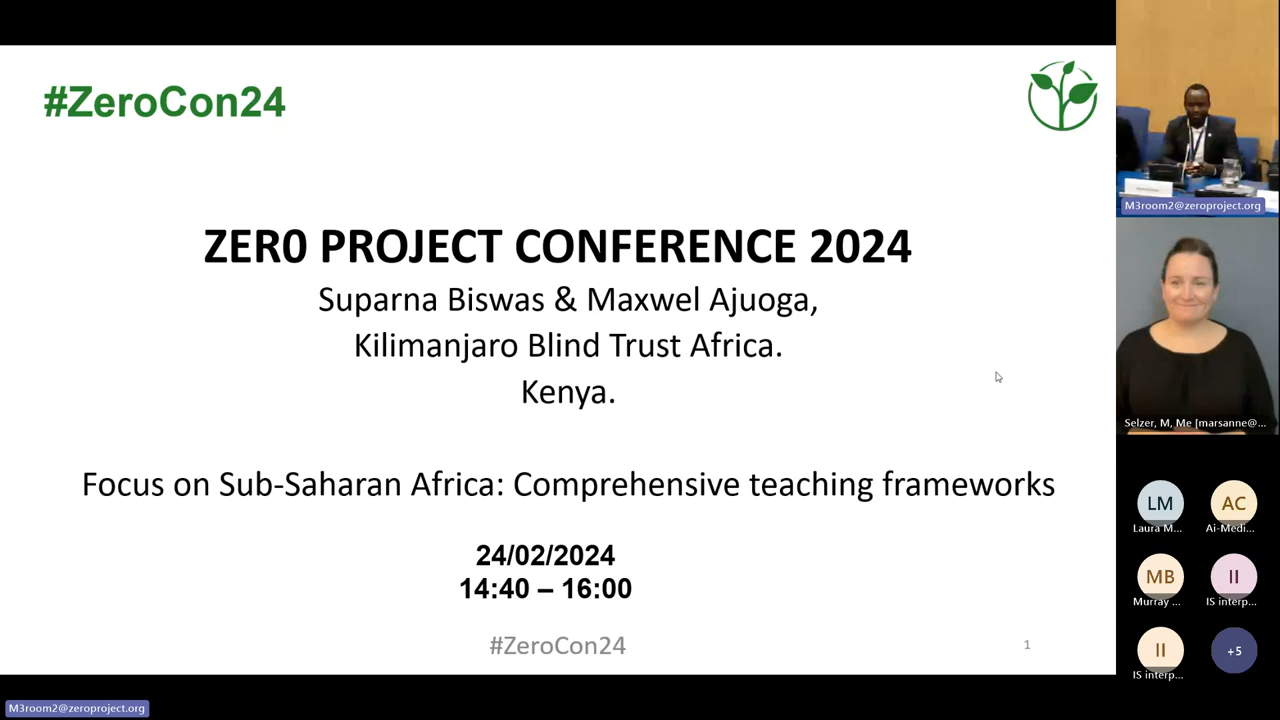 #ZeroCon24
ZER0 PROJECT CONFERENCE 2024
Suparna Biswas & Maxwel Ajuoga,
Kilimanjaro Blind Trust Africa.
Kenya.
Focus on Sub-Saharan Africa: Comprehensive teaching frameworks
24/02/2024
14:40 – 16:00
#ZeroCon24
1
M3room2@zeroproject.org
Selzer, M, Me [marsanne@...
LM
Laura M...
AC
Ai-Medi...
MB
Murray ...
II
IS interp...
II
IS interp...
+5
M3room2@zeroproject.org